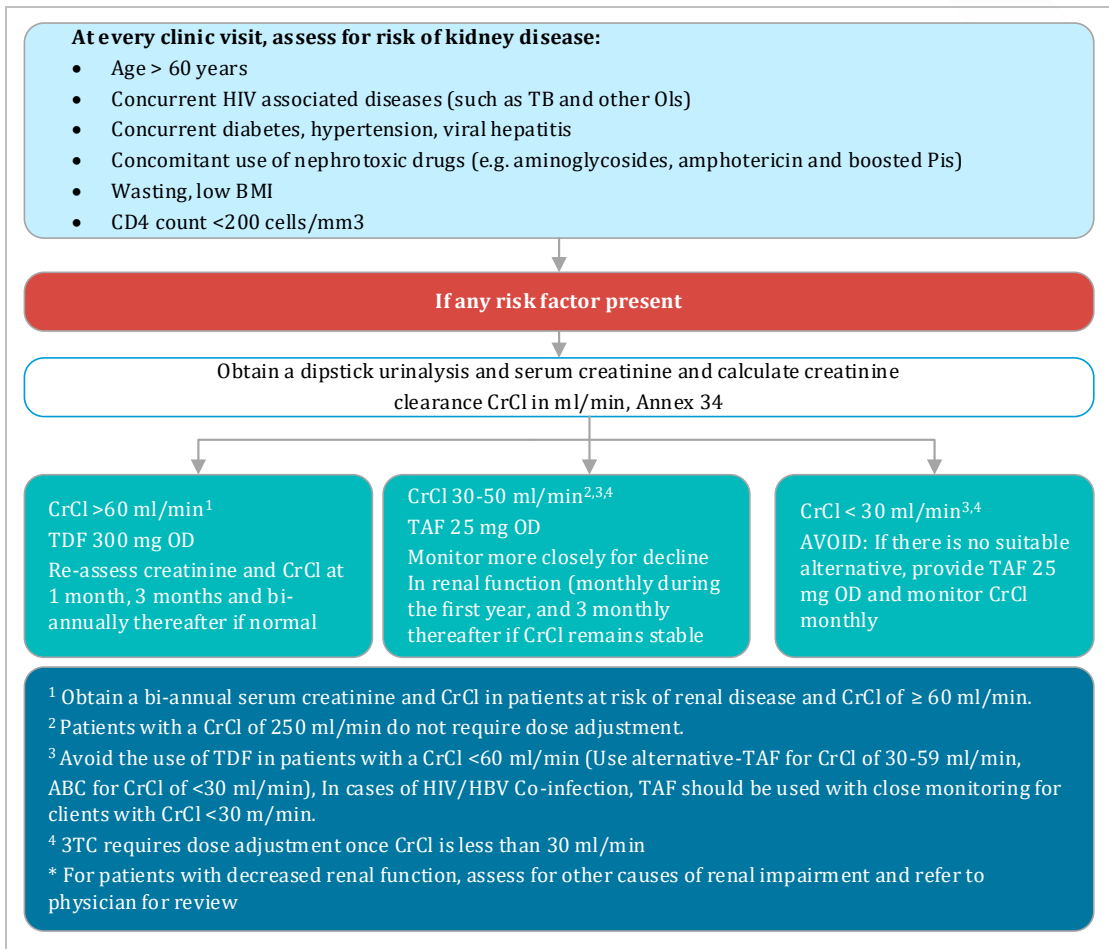 At every clinic visit, assess for risk of kidney disease:
• Age > 60 years
• Concurrent HIV associated diseases (such as TB and other OIs)
• Concurrent diabetes, hypertension, viral hepatitis
• Concomitant use of nephrotoxic drugs (e.g. aminoglycosides, amphotericin and boosted Pis)
• Wasting, low BMI
• CD4 count <200 cells/mm3
If any risk factor present
Obtain a dipstick urinalysis and serum creatinine and calculate creatinine
clearance CrCl in ml/min, Annex 34
CrCl >60 ml/min¹
TDF 300 mg OD
Re-assess creatinine and CrCl at
1 month, 3 months and bi-
annually thereafter if normal
CrCl 30-50 ml/min²,³,⁴
TAF 25 mg OD
Monitor more closely for decline
In renal function (monthly during
the first year, and 3 monthly
thereafter if CrCl remains stable
CrCl < 30 ml/min³,⁴
AVOID: If there is no suitable
alternative, provide TAF 25
mg OD and monitor CrCl
monthly
¹ Obtain a bi-annual serum creatinine and CrCl in patients at risk of renal disease and CrCl of ≥ 60 ml/min.
² Patients with a CrCl of 250 ml/min do not require dose adjustment.
³ Avoid the use of TDF in patients with a CrCl <60 ml/min (Use alternative-TAF for CrCl of 30-59 ml/min,
ABC for CrCl of <30 ml/min), In cases of HIV/HBV Co-infection, TAF should be used with close monitoring for
clients with CrCl <30 m/min.
⁴ 3TC requires dose adjustment once CrCl is less than 30 ml/min
* For patients with decreased renal function, assess for other causes of renal impairment and refer to
physician for review